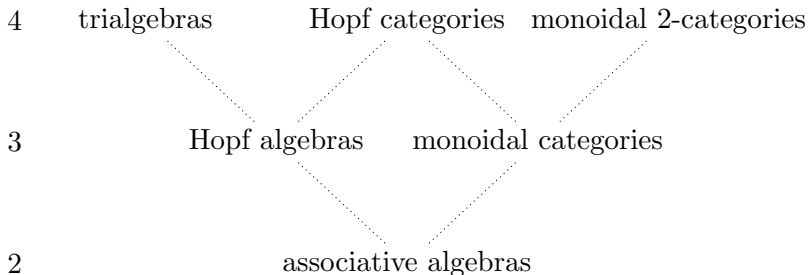 4 trialgebras Hopf categories monoidal 2-categories
3 Hopf algebras monoidal categories
2 associative algebras